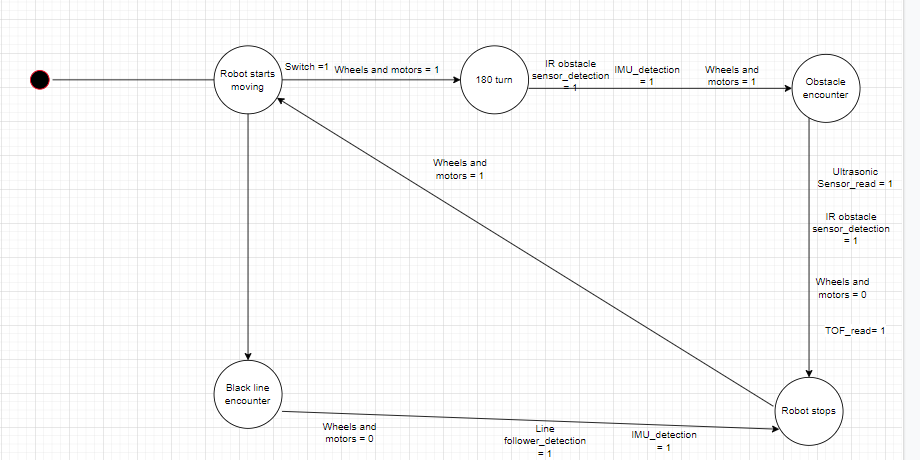 Robot starts
moving
Switch =1
Wheels and motors = 1
180 turn
IR obstacle
sensor_detection
= 1
IMU_detection
= 1
Wheels and
motors = 1
Obstacle
encounter
Wheels and
motors = 1
Ultrasonic
Sensor_read = 1
IR obstacle
sensor_detection
= 1
Wheels and
motors = 0
TOF_read= 1
Black line
encounter
Robot stops
Wheels and
motors = 0
Line
follower_detection
= 1
IMU_detection
= 1